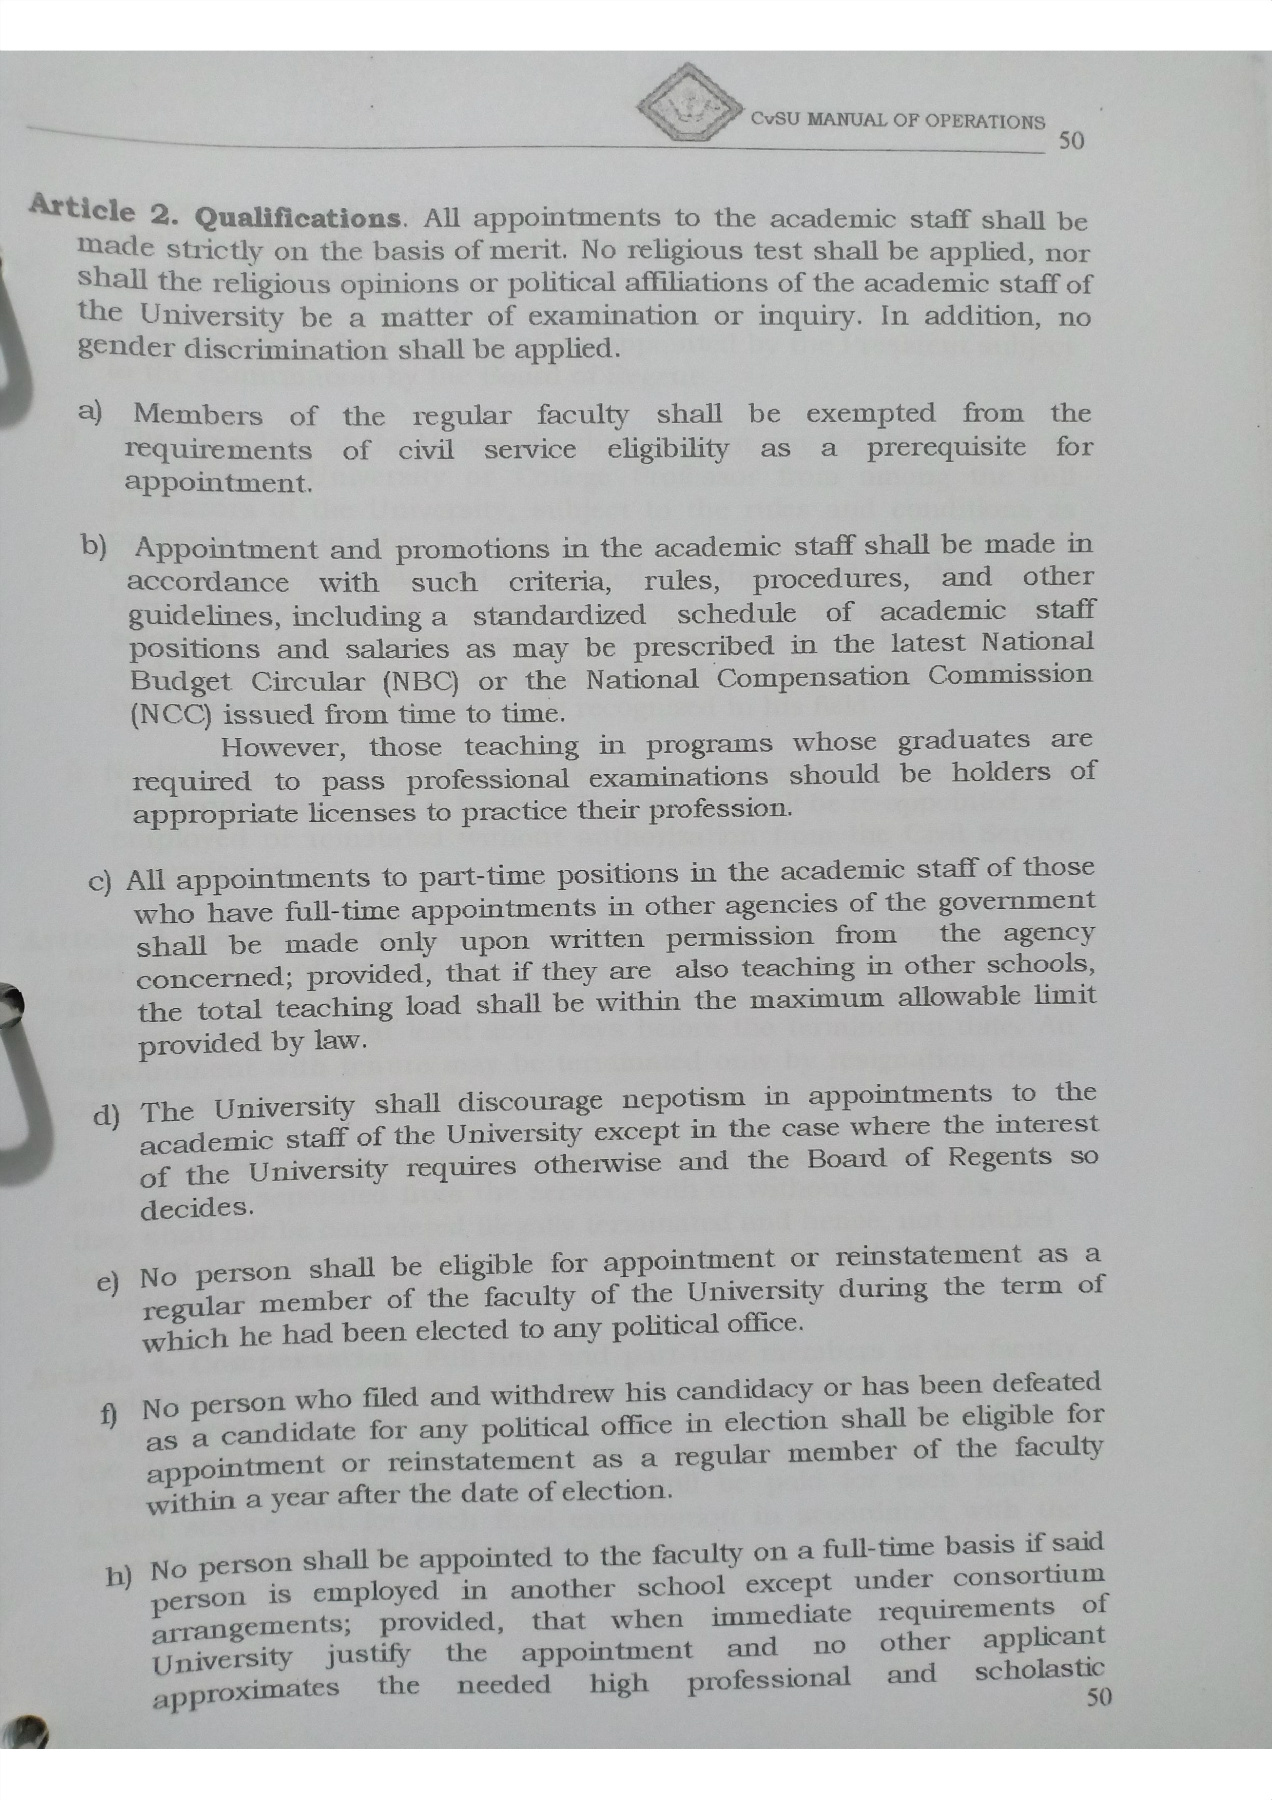 CvSU MANUAL OF OPERATIONS
50
Article 2. Qualifications. All appointments to the academic staff shall be
made strictly on the basis of merit. No religious test shall be applied, nor
shall the religious opinions or political affiliations of the academic staff of
the University be a matter of examination or inquiry. In addition, no
gender discrimination shall be applied.
a) Members of the regular faculty shall be exempted from the
requirements of civil service eligibility as a prerequisite for
appointment.
b) Appointment and promotions in the academic staff shall be made in
accordance with such criteria, rules, procedures, and other
guidelines, including a standardized schedule of academic staff
positions and salaries as may be prescribed in the latest National
Budget Circular (NBC) or the National Compensation Commission
(NCC) issued from time to time.
However, those teaching in programs whose graduates are
required to pass professional examinations should be holders of
appropriate licenses to practice their profession.
c) All appointments to part-time positions in the academic staff of those
who have full-time appointments in other agencies of the government
shall be made only upon written permission from the agency
concerned; provided, that if they are also teaching in other schools,
the total teaching load shall be within the maximum allowable limit
provided by law.
d) The University shall discourage nepotism in appointments to the
academic staff of the University except in the case where the interest
of the University requires otherwise and the Board of Regents so
decides.
e) No person shall be eligible for appointment or reinstatement as a
regular member of the faculty of the University during the term of
which he had been elected to any political office.
f) No person who filed and withdrew his candidacy or has been defeated
as a candidate for any political office in election shall be eligible for
appointment or reinstatement as a regular member of the faculty
within a year after the date of election.
h) No person shall be appointed to the faculty on a full-time basis if said
person is employed in another school except under consortium
arrangements; provided, that when immediate requirements of
University justify the appointment and no other applicant
approximates the needed high professional and scholastic
50